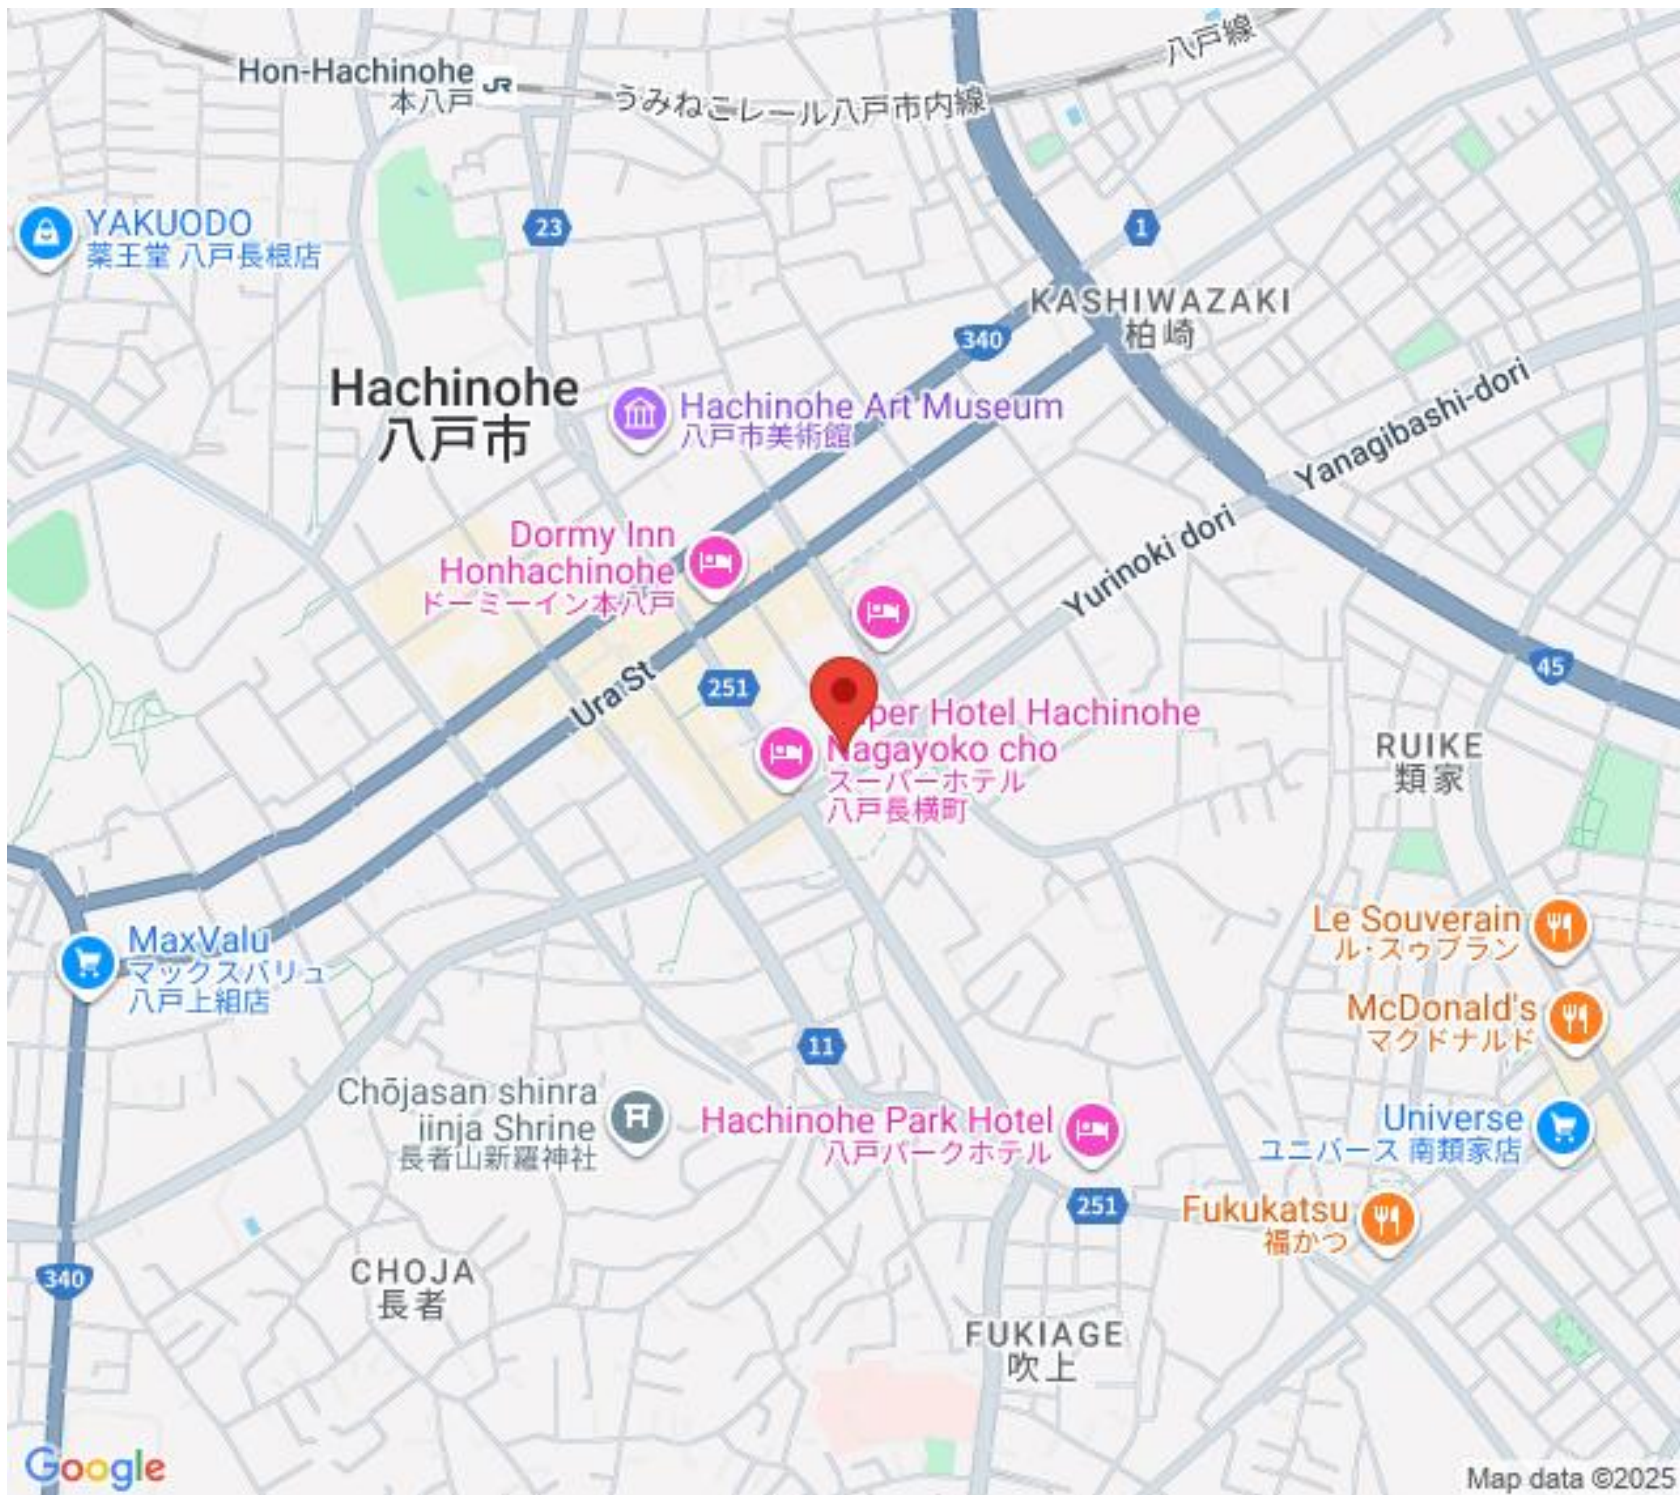 八戸線
Hon-Hachinohe
本八戸
JR
うみねこレール八戸市内線
YAKUODO
薬王堂 八戸長根店
23
1
KASHIWAZAKI
柏崎
340
Hachinohe
八戸市
Hachinohe Art Museum
八戸市美術館
Yanagibashi-dori
Yurinoki dori
Dormy Inn
Honhachinohe
ドーミーイン本八戸
Ura St
251
45
Hotel Hachinohe
Nagayoko cho
スーパーホテル
八戸長横町
RUIKE
類家
MaxValu
マックスバリュ
八戸上組店
Le Souverain
ル·スゥブラン
McDonald's
マクドナルド
11
Chōjasan shinra
jinja Shrine
長者山新羅神社
Hachinohe Park Hotel
八戸パークホテル
Universe
ユニバース 南類家店
251
Fukukatsu
福かつ
CHOJA
長者
340
FUKIAGE
吹上
Google
Map data ©2025